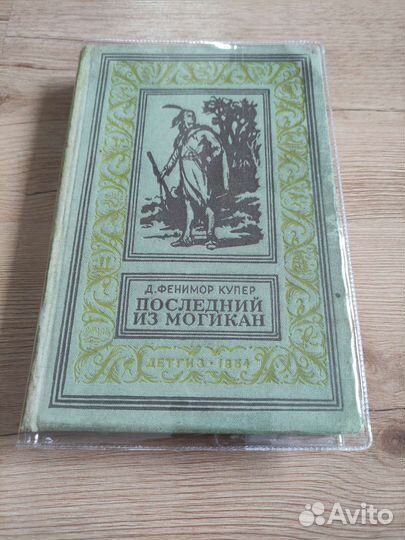 Д. ФЕНИМОР КУПЕР
ПОСЛЕДНИЙ
ИЗ МОГИКАН
ДЕТГИЗ · 1954
Avito